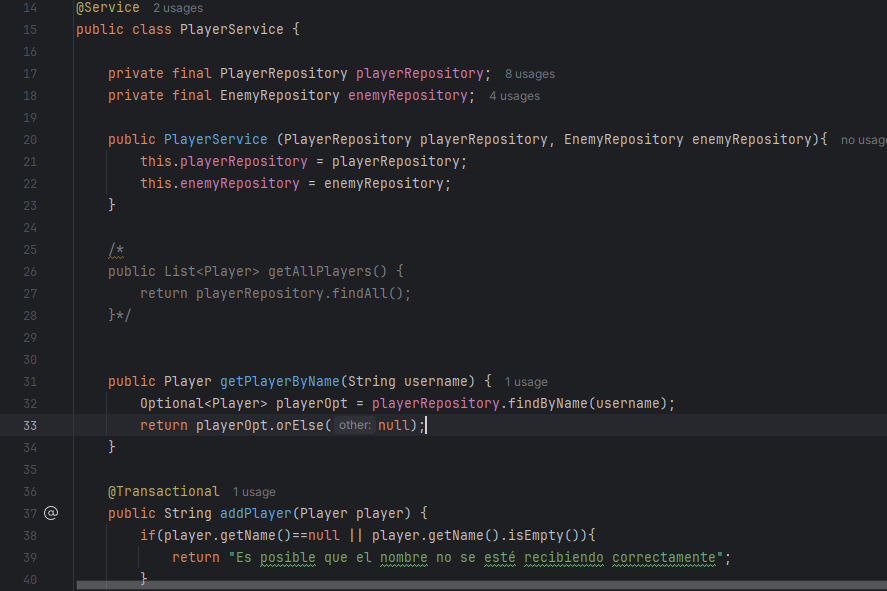 14 @Service 2 usages
15 public class PlayerService {
16
17 private final PlayerRepository playerRepository; 8 usages
18 private final EnemyRepository enemyRepository; 4 usages
19
20 public PlayerService (PlayerRepository playerRepository, EnemyRepository enemyRepository){ no usag
21 this.playerRepository = playerRepository;
22 this.enemyRepository = enemyRepository;
23 }
24
25 /*
26 public List<Player> getAllPlayers() {
27 return playerRepository.findAll();
28 }*/
29
30
31 public Player getPlayerByName(String username) { 1 usage
32 Optional<Player> playerOpt = playerRepository.findByName(username);
33 return playerOpt.orElse( other: null);
34 }
35
36 @Transactional 1 usage
37 @ public String addPlayer(Player player) {
38 if(player.getName()==null || player.getName().isEmpty()){
39 return "Es posible que el nombre no se esté recibiendo correctamente";
40 }